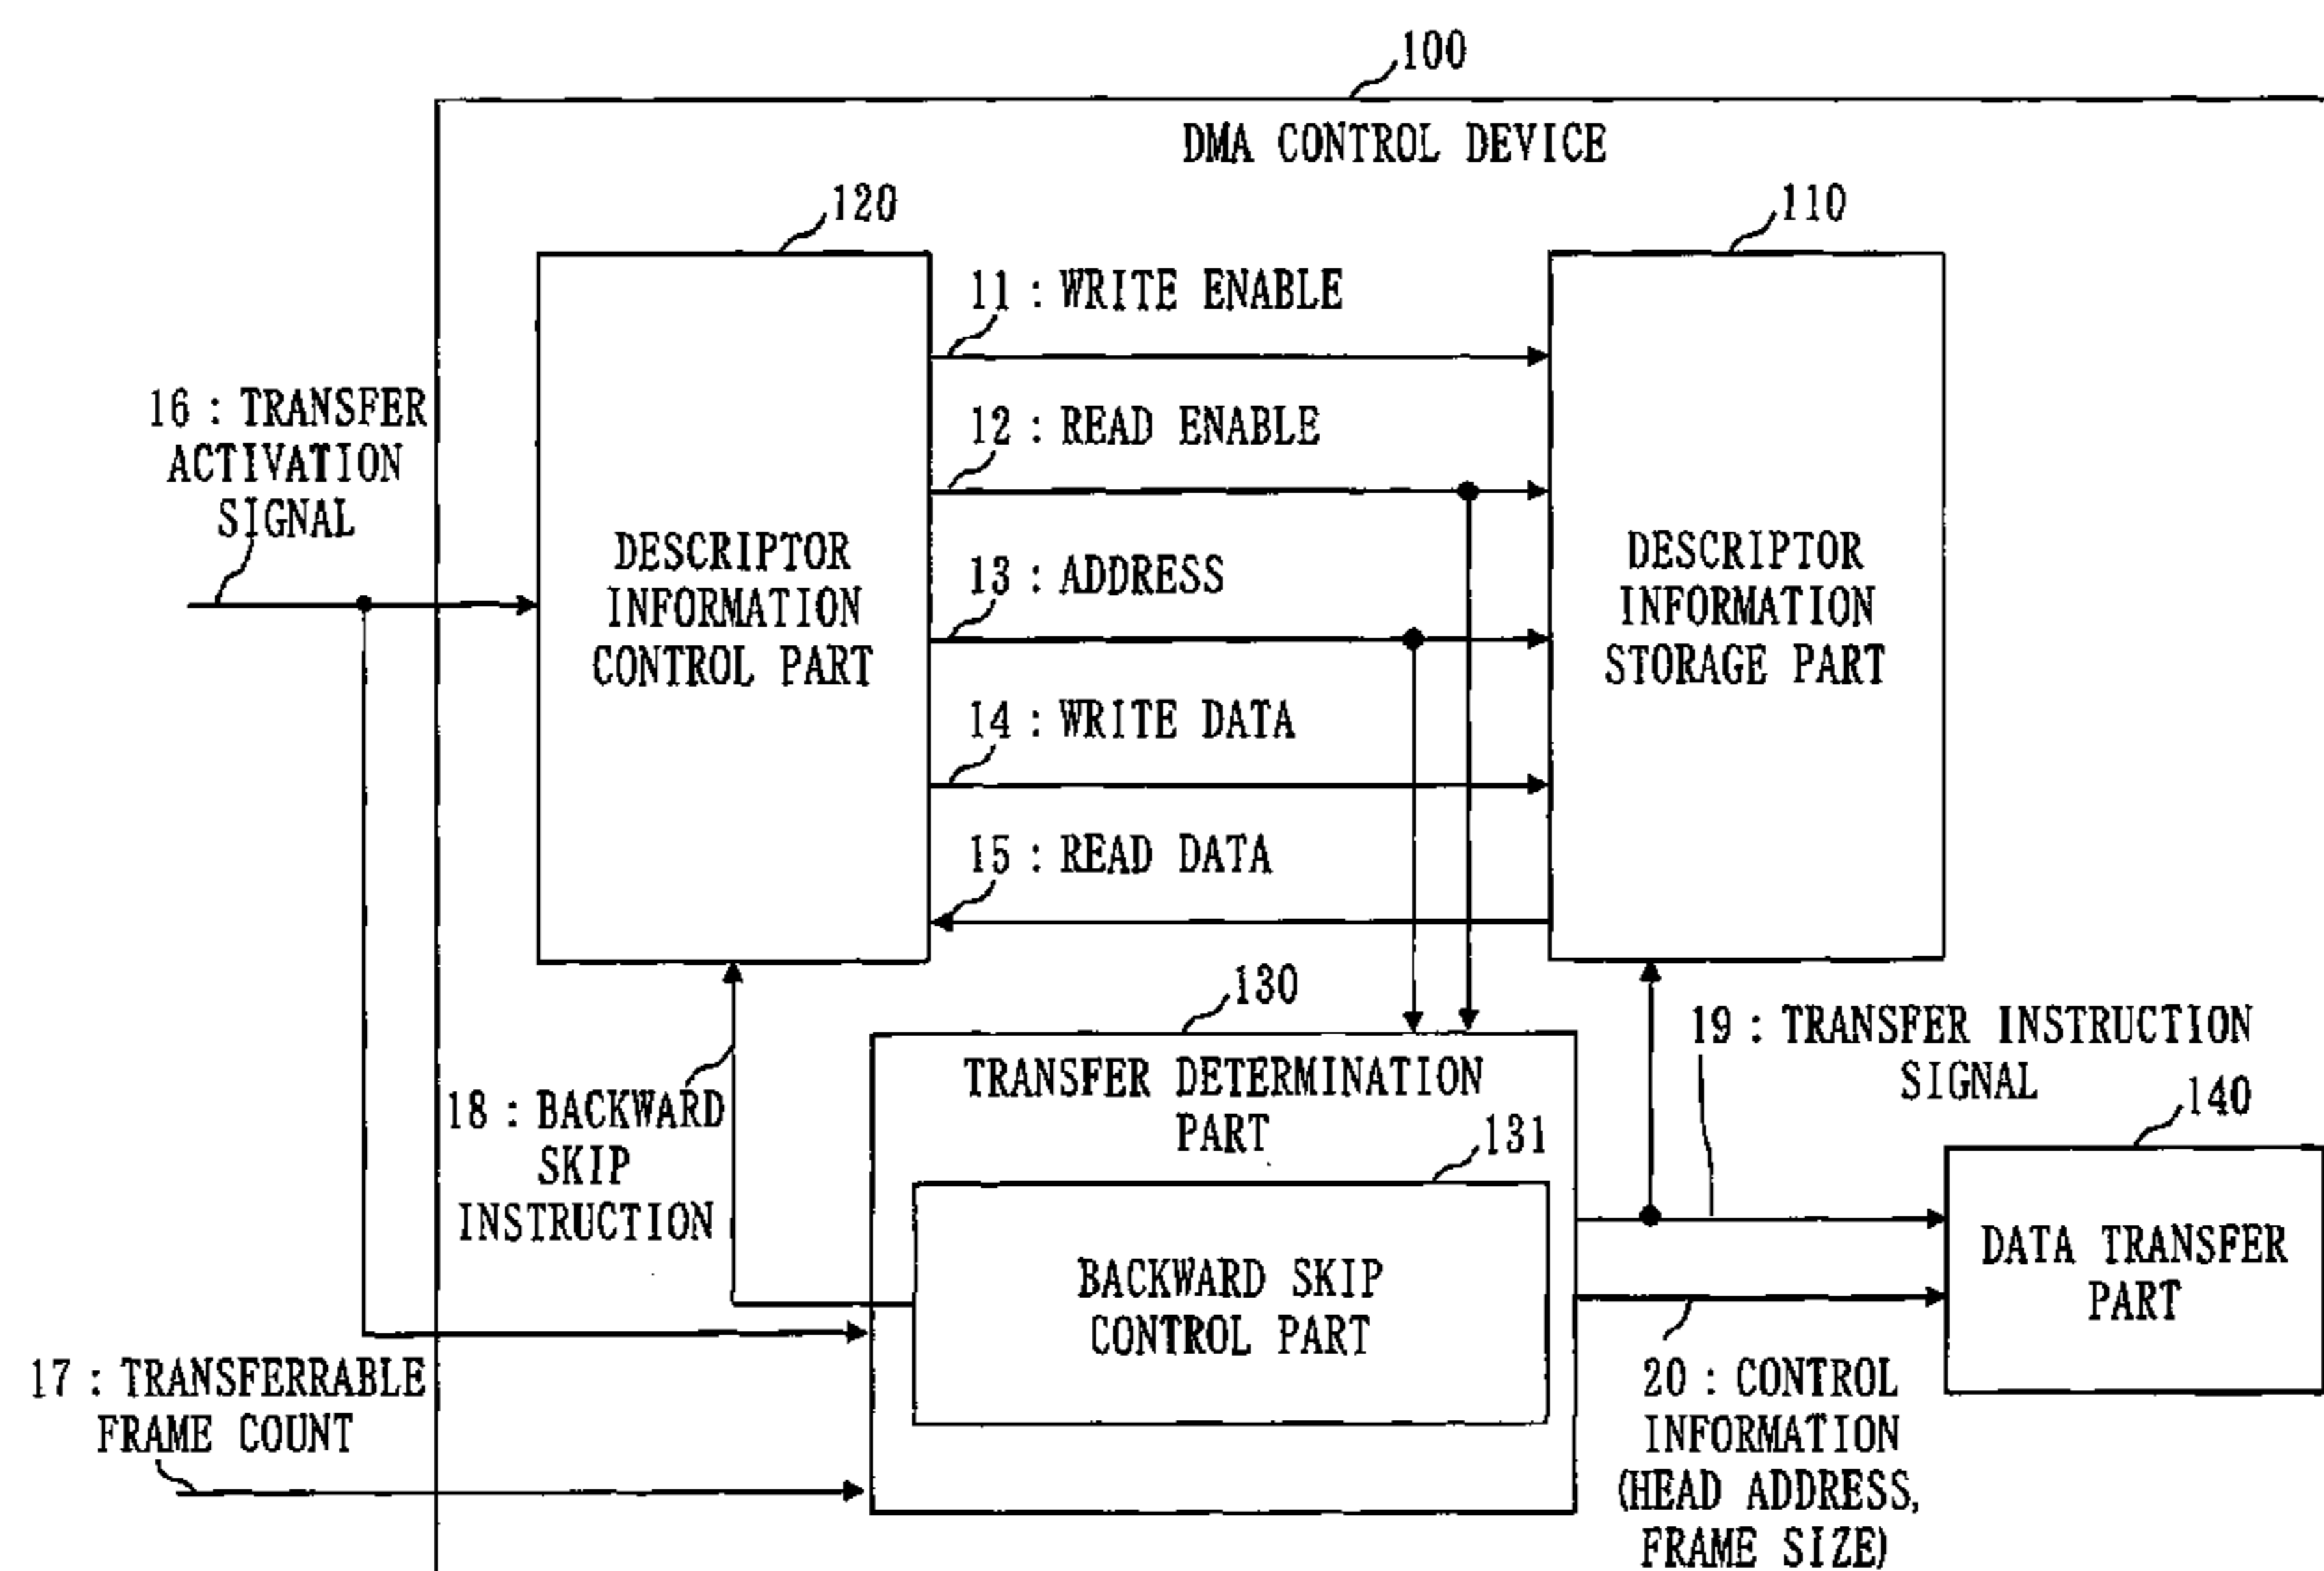 100
DMA CONTROL DEVICE
120
110
11 : WRITE ENABLE
16 : TRANSFER
ACTIVATION
SIGNAL
12 : READ ENABLE
DESCRIPTOR
INFORMATION
CONTROL PART
13 : ADDRESS
DESCRIPTOR
INFORMATION
STORAGE PART
14 : WRITE DATA
15 : READ DATA
130
19 : TRANSFER INSTRUCTION
SIGNAL
TRANSFER DETERMINATION
PART
18 : BACKWARD
SKIP
INSTRUCTION
131
140
BACKWARD SKIP
CONTROL PART
DATA TRANSFER
PART
17 : TRANSFERRABLE
FRAME COUNT
20 : CONTROL
INFORMATION
(HEAD ADDRESS,
FRAME SIZE)